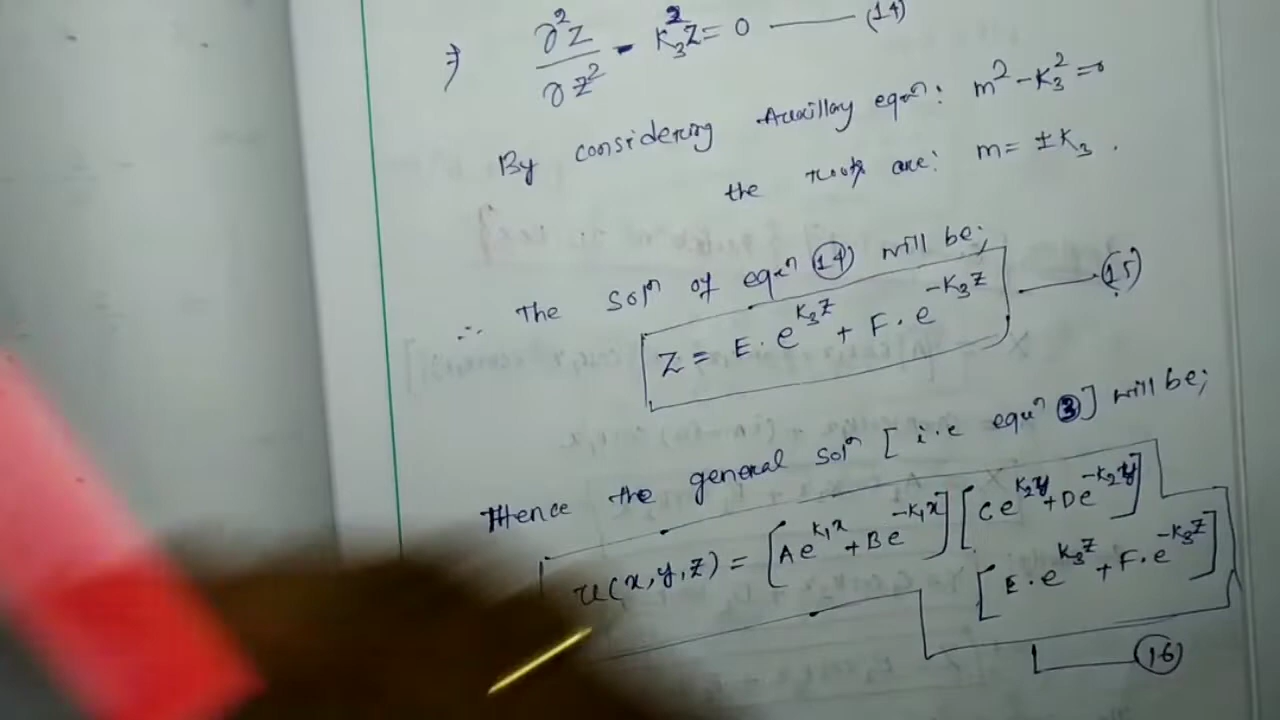 ⇒ ∂²Z/∂z² - K₃²Z = 0 —— (14)
By considering Auxillary eqⁿ: m² - K₃² = 0
the roots are: m = ±K₃.
∴ The solⁿ of equⁿ (14) will be;
Z = E. e^{K₃z} + F. e^{-K₃z} —— (15)
Hence the general solⁿ [i.e equⁿ (3)] will be;
u(x,y,z) = [Ae^{K₁x} + Be^{-K₁x}] [Ce^{K₂y} + De^{-K₂y}]
[E. e^{K₃z} + F. e^{-K₃z}]
(16)